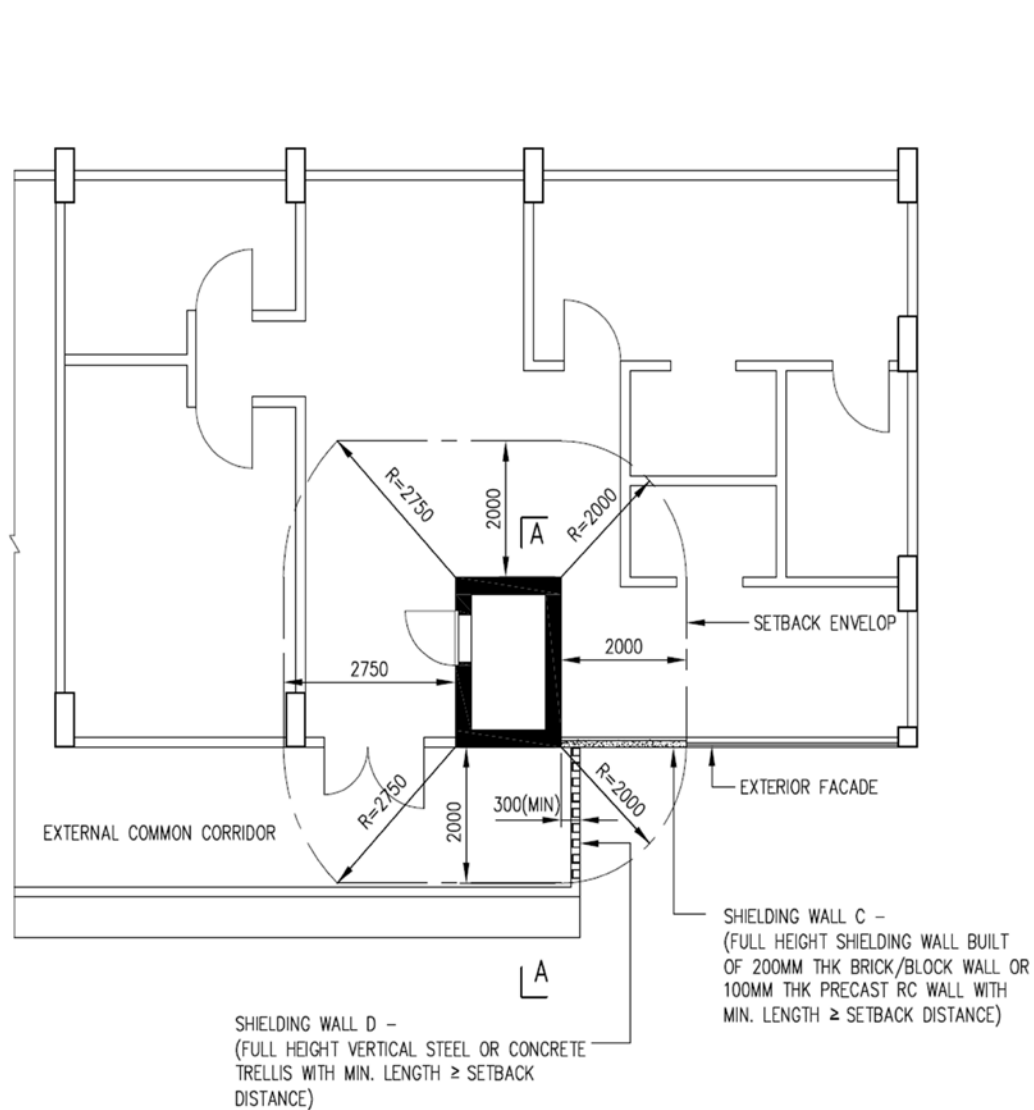 R=2750
2000
A
R=2000
SETBACK ENVELOP
2000
2750
EXTERIOR FACADE
R=2750
2000
300(MIN)
R=2000
EXTERNAL COMMON CORRIDOR
SHIELDING WALL C –
(FULL HEIGHT SHIELDING WALL BUILT
OF 200MM THK BRICK/BLOCK WALL OR
100MM THK PRECAST RC WALL WITH
MIN. LENGTH ≥ SETBACK DISTANCE)
A
SHIELDING WALL D –
(FULL HEIGHT VERTICAL STEEL OR CONCRETE
TRELLIS WITH MIN. LENGTH ≥ SETBACK
DISTANCE)